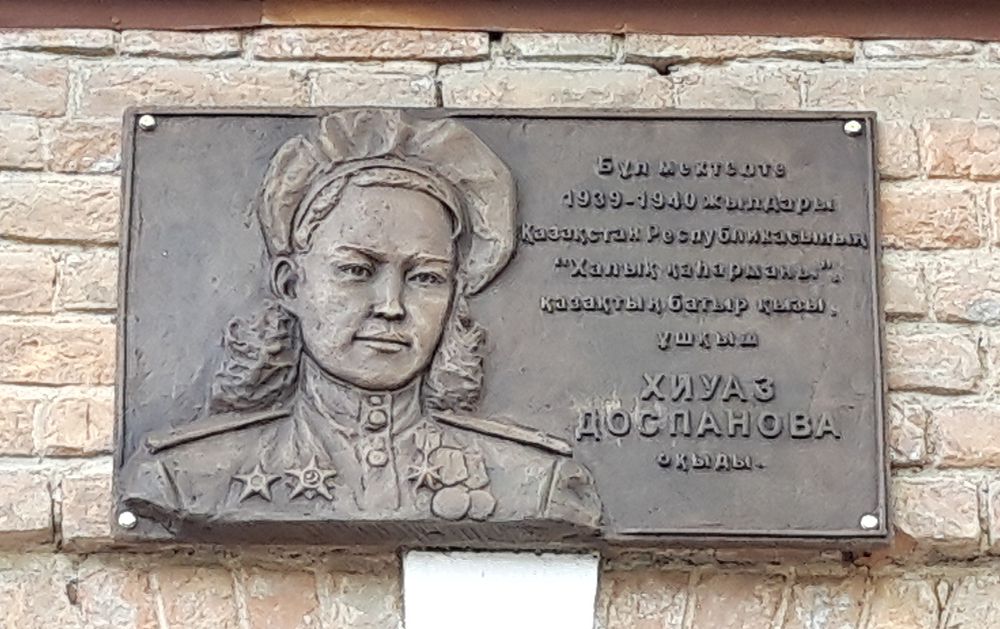 Бұл мектепте
1939-1940 жылдары
Қазақстан Республикасының
"Халық қаһарманы",
қазақтың батыр қызы,
ұшқыш
ХИУАЗ
ДОСПАНОВА
оқыды.